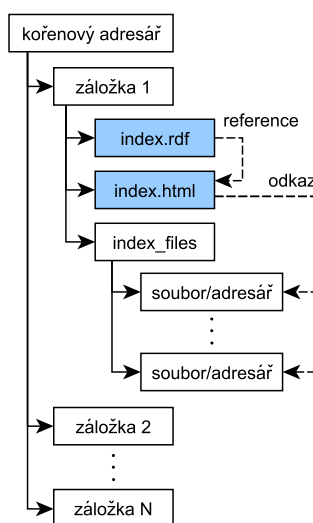 kořenový adresář
záložka 1
index.rdf
reference
index.html
odkaz
index_files
soubor/adresář
soubor/adresář
záložka 2
záložka N